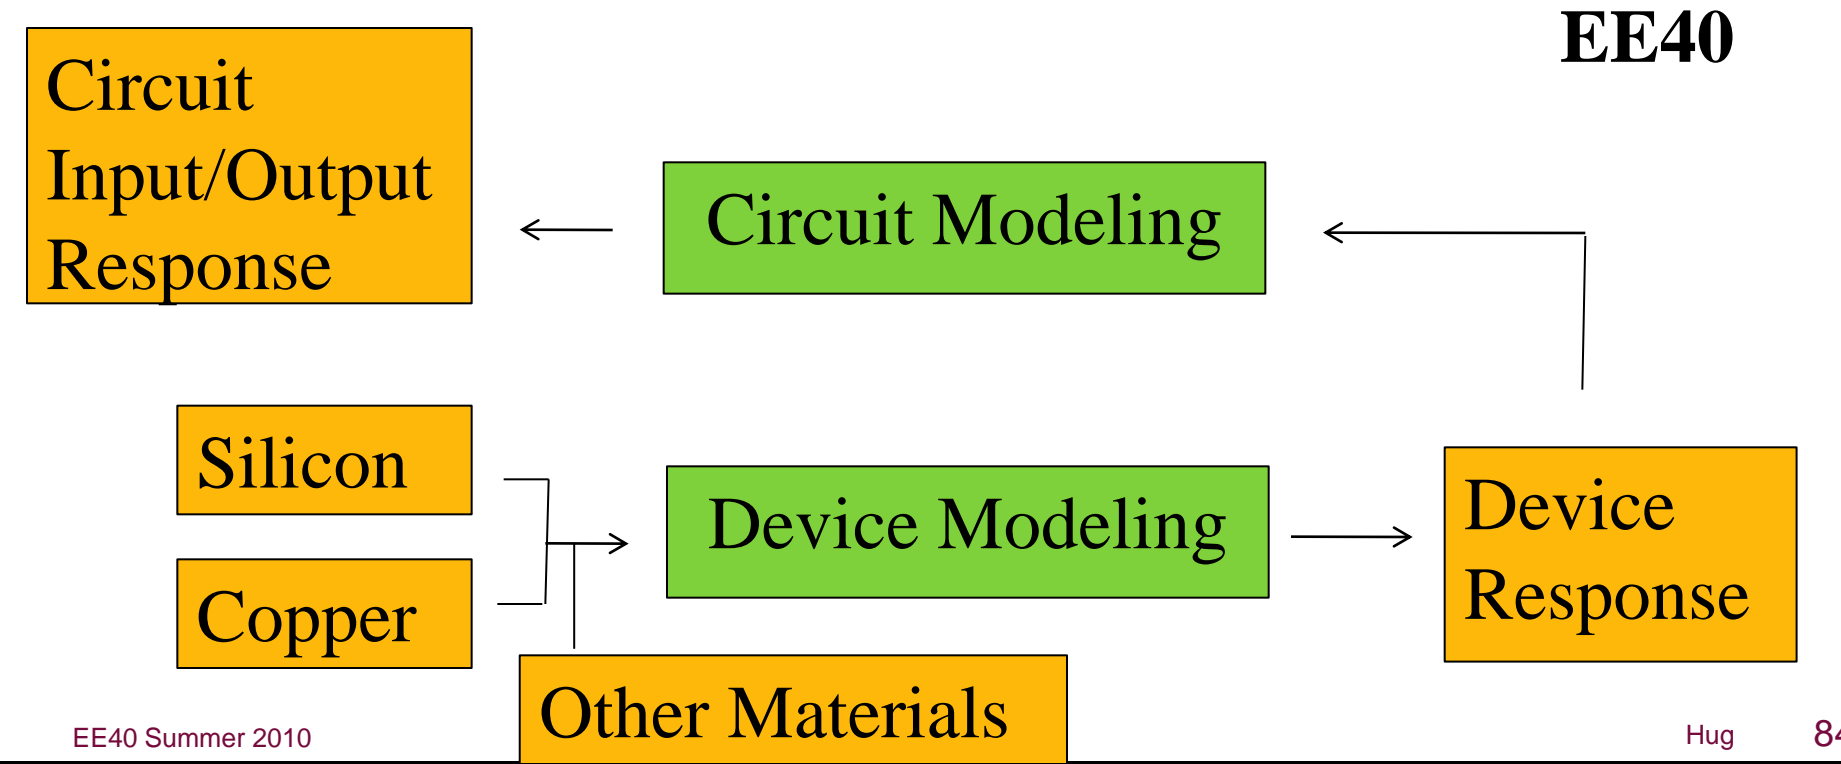 EE40
Circuit
Input/Output
Response
Circuit Modeling
Silicon
Copper
Device Modeling
Device
Response
Other Materials
EE40 Summer 2010
Hug
84